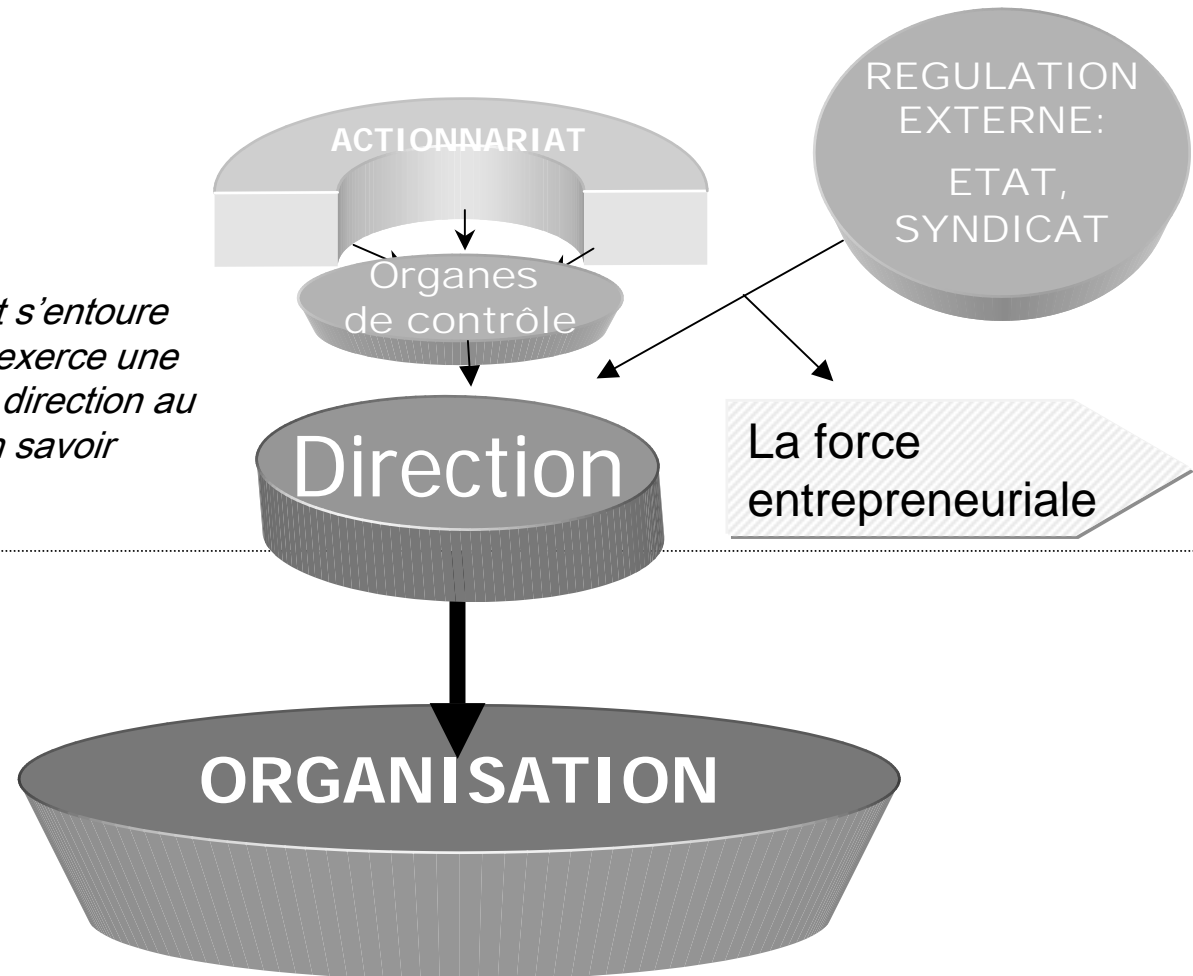 REGULATION
EXTERNE:
ETAT,
SYNDICAT
ACTIONNARIAT
Organes
de contrôle
t s'entoure
exerce une
direction au
savoir
Direction
La force
entrepreneuriale
ORGANISATION